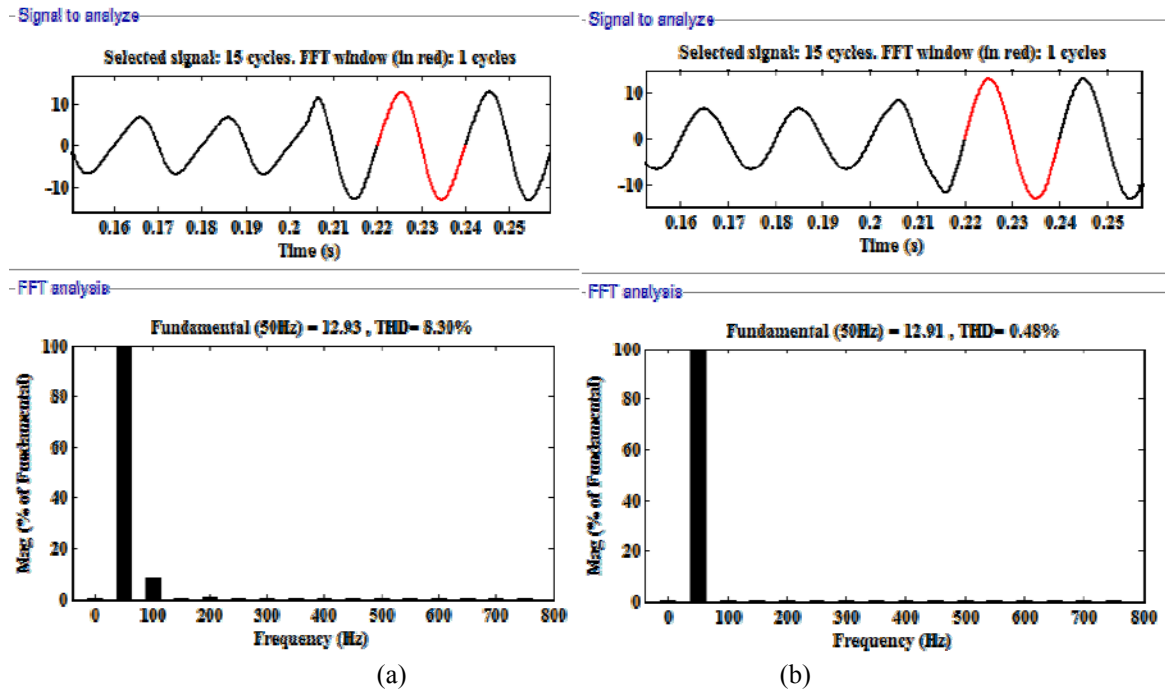 Signal to analyze
Selected signal: 15 cycles. FFT window (in red): 1 cycles
10
0
-10
0.16 0.17 0.18 0.19 0.2 0.21 0.22 0.23 0.24 0.25
Time (s)
FFT analysis
Fundamental (50Hz) = 12.93 , THD= 8.30%
100
80
60
40
20
0
Mag (% of Fundamental)
0 100 200 300 400 500 600 700 800
Frequency (Hz)
(a)
Signal to analyze
Selected signal: 15 cycles. FFT window (in red): 1 cycles
10
0
-10
0.16 0.17 0.18 0.19 0.2 0.21 0.22 0.23 0.24 0.25
Time (s)
FFT analysis
Fundamental (50Hz) = 12.91 , THD= 0.48%
100
80
60
40
20
0
Mag (% of Fundamental)
0 100 200 300 400 500 600 700 800
Frequency (Hz)
(b)